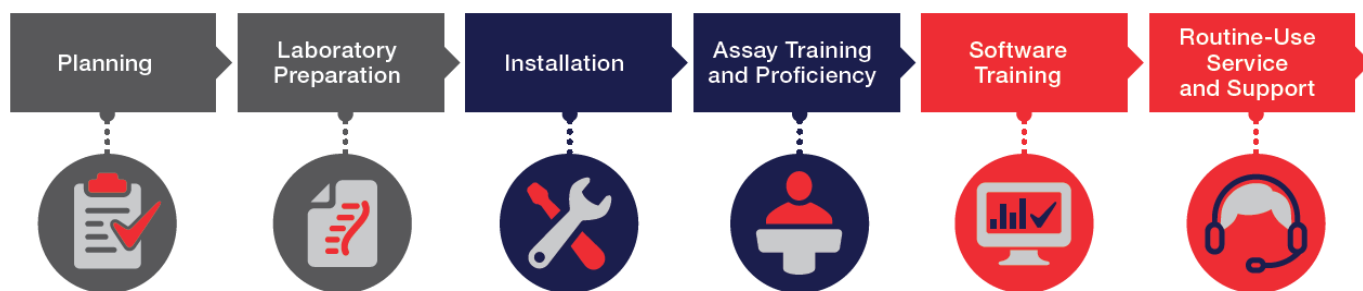 Planning
Laboratory
Preparation
Installation
Assay Training
and Proficiency
Software
Training
Routine-Use
Service
and Support